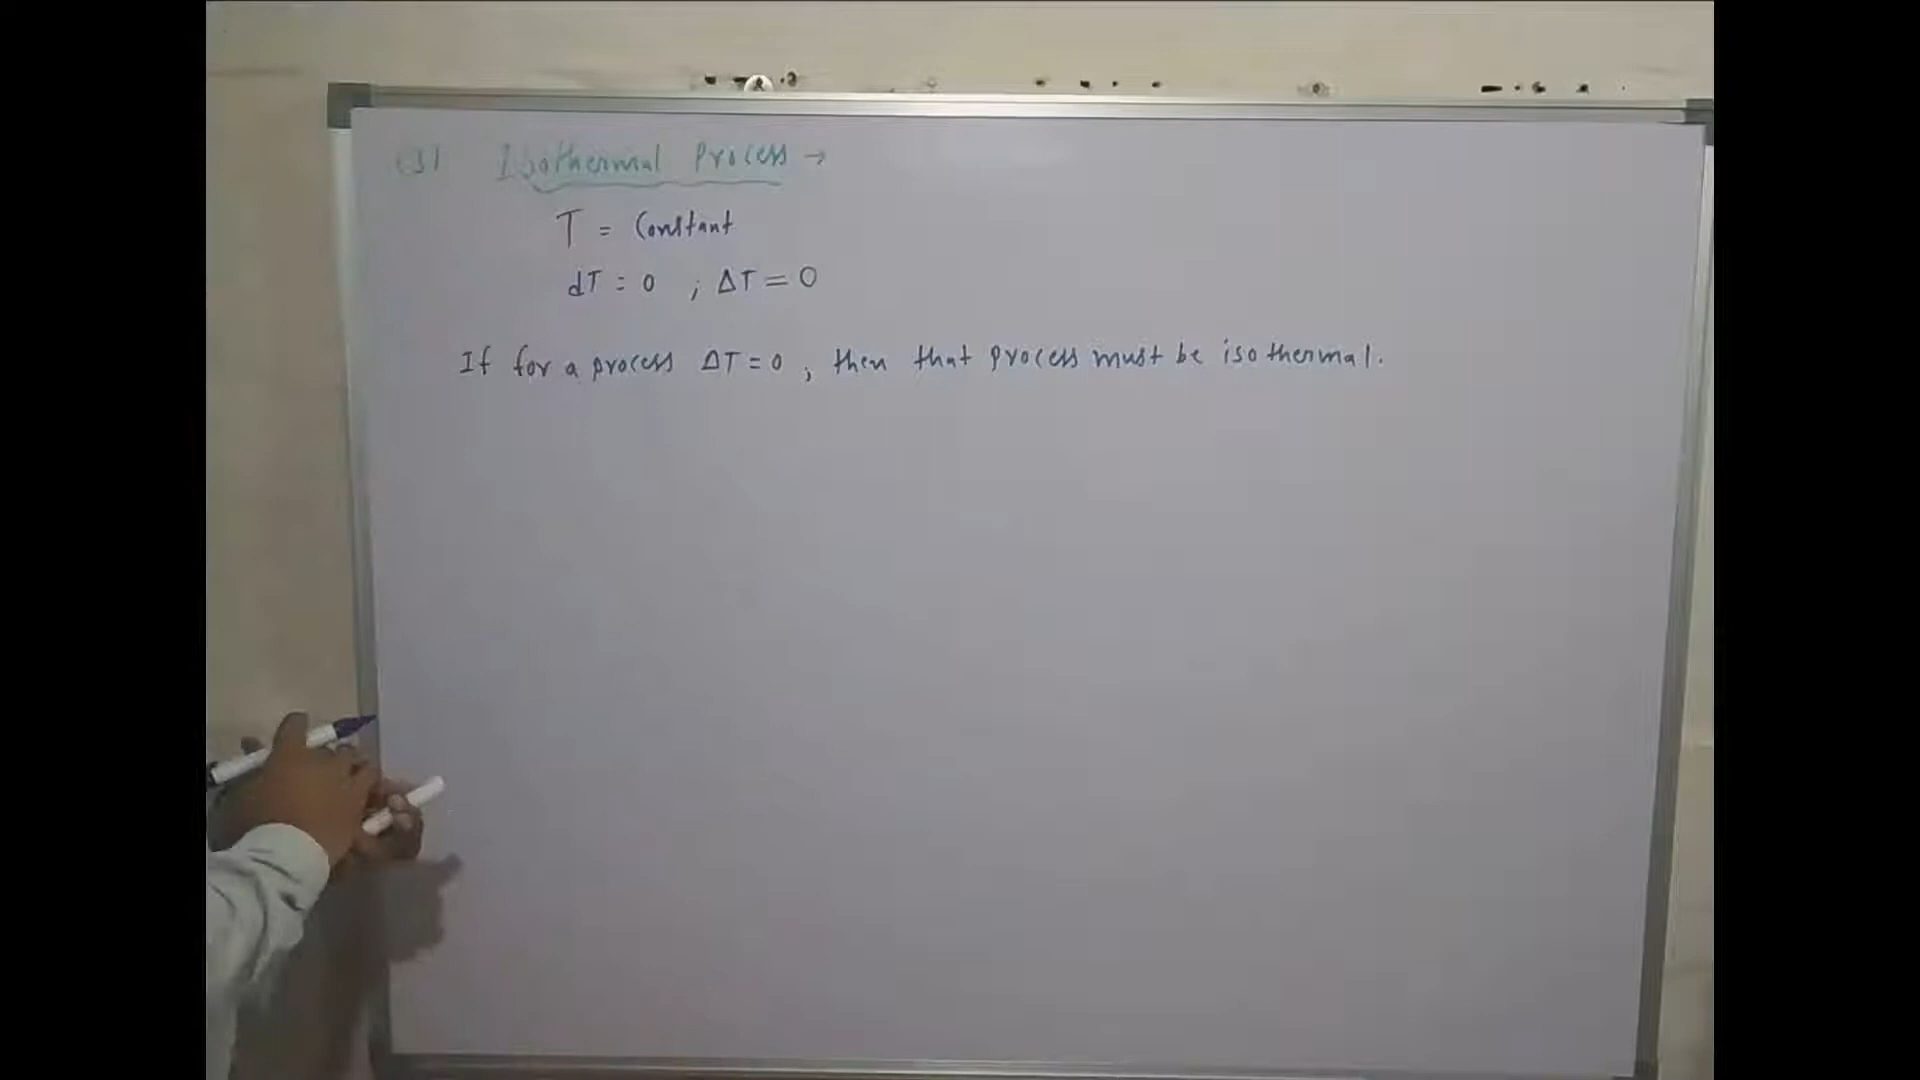 (3) Isothermal Process →
T = Constant
dT = 0 ; ΔT = 0
If for a process ΔT = 0 , then that process must be isothermal.